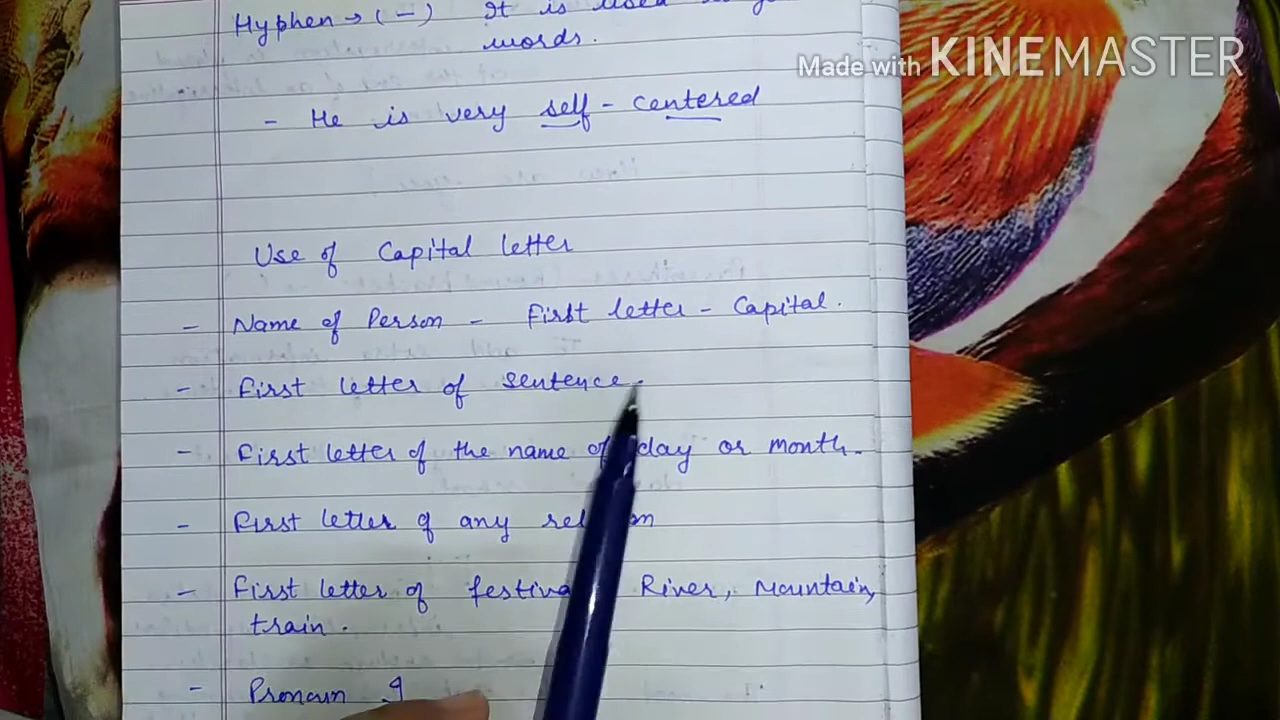 Hyphen → (-) It is used
words.
Made with KINEMASTER
- He is very self - centered
Use of Capital letter
- Name of Person - First letter - Capital.
- First letter of sentence.
- First letter of the name of day or month.
- First letter of any
- First letter of River, Mountain,
train.
- Pronoun I